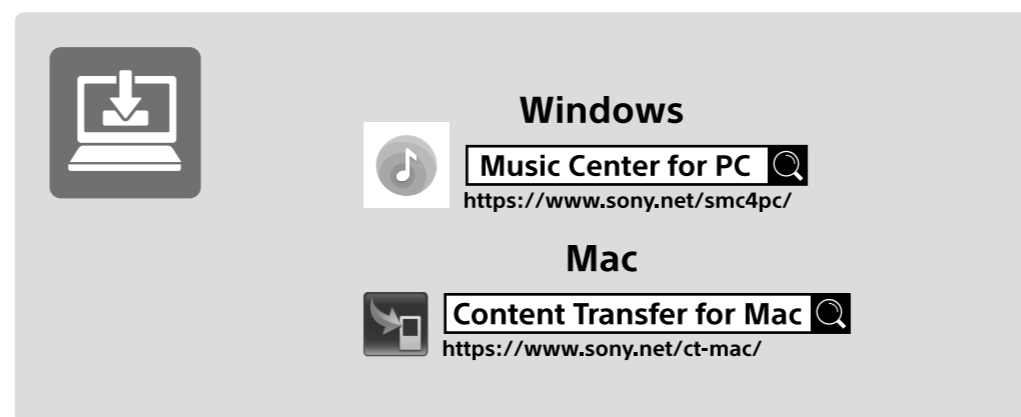 Windows
Music Center for PC
https://www.sony.net/smc4pc/
Mac
Content Transfer for Mac
https://www.sony.net/ct-mac/